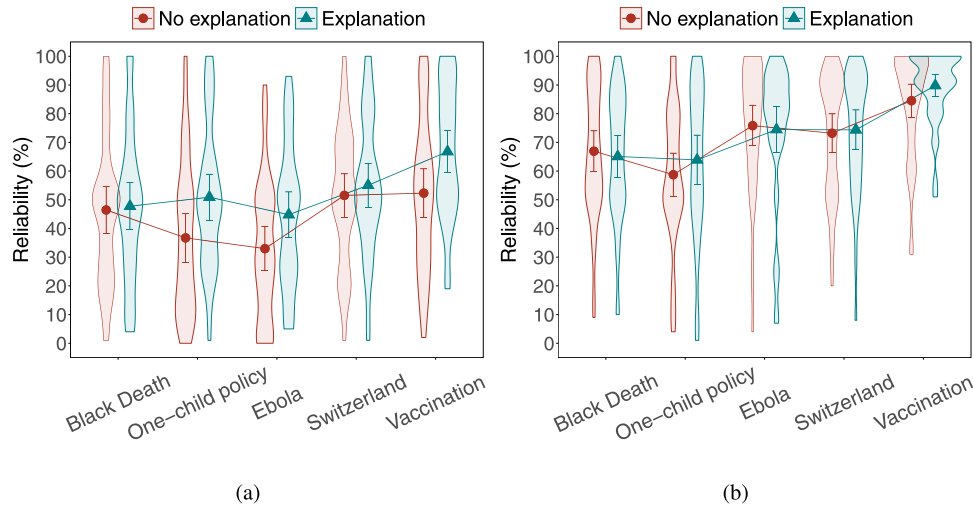 No explanation Explanation
Reliability (%)
100
90
80
70
60
50
40
30
20
10
0
Black Death
One−child policy
Ebola
Switzerland
Vaccination
(a)
No explanation Explanation
Reliability (%)
100
90
80
70
60
50
40
30
20
10
0
Black Death
One−child policy
Ebola
Switzerland
Vaccination
(b)